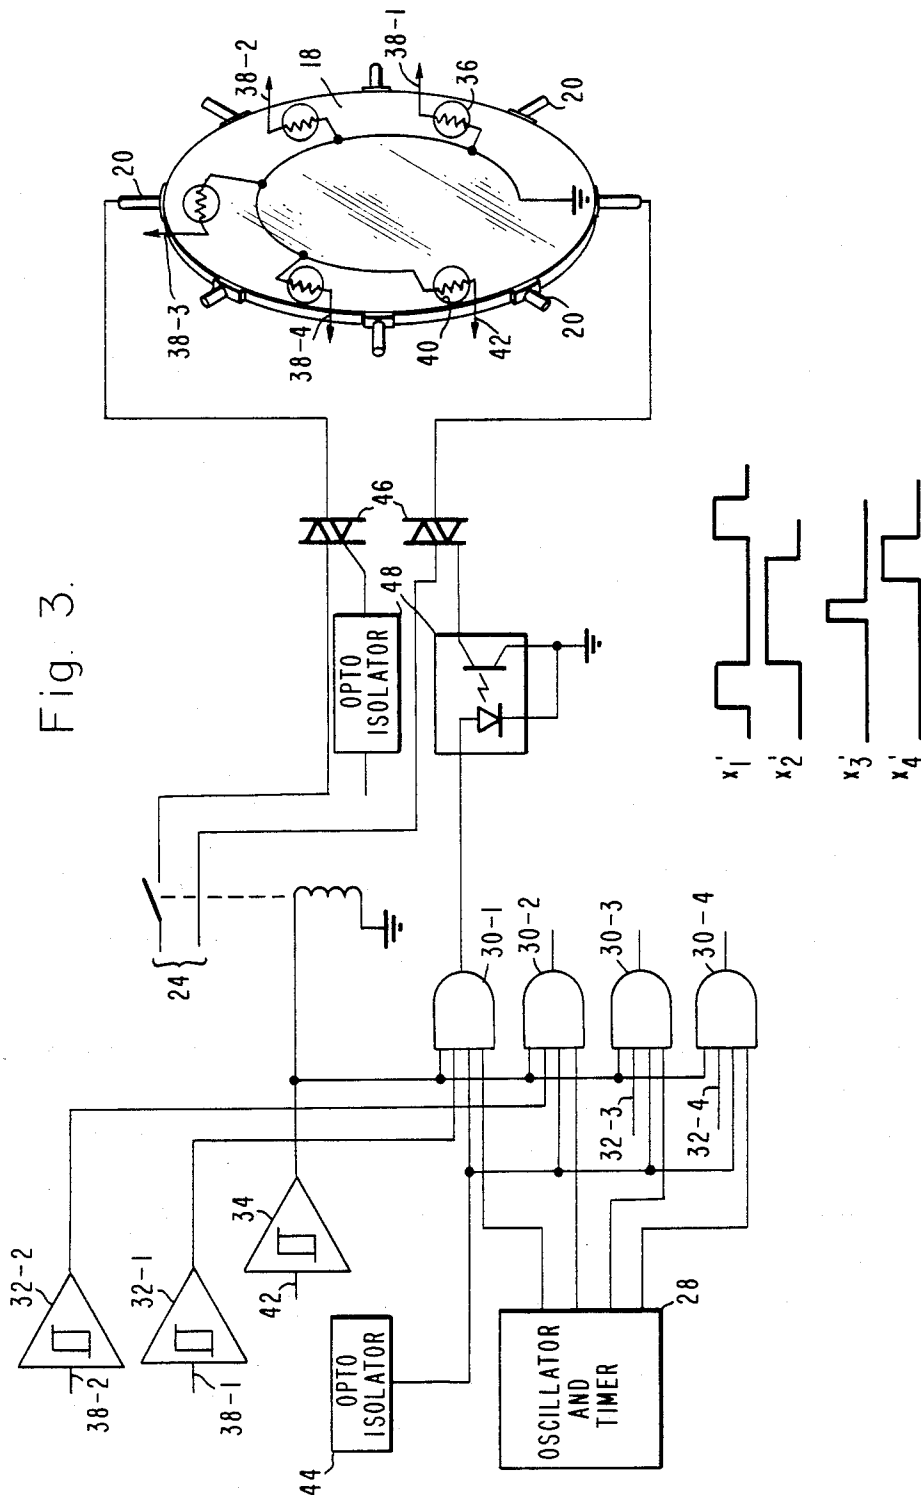 Fig. 3.
38-2
38-1
18
36
20
20
20
38-3
38-4
40
42
46
48
OPTO
ISOLATOR
24
30-1
30-2
30-3
30-4
32-3
32-4
34
42
32-2
38-2
32-1
38-1
OPTO
ISOLATOR
44
OSCILLATOR
AND
TIMER
28
x₁'
x₂'
x₃'
x₄'